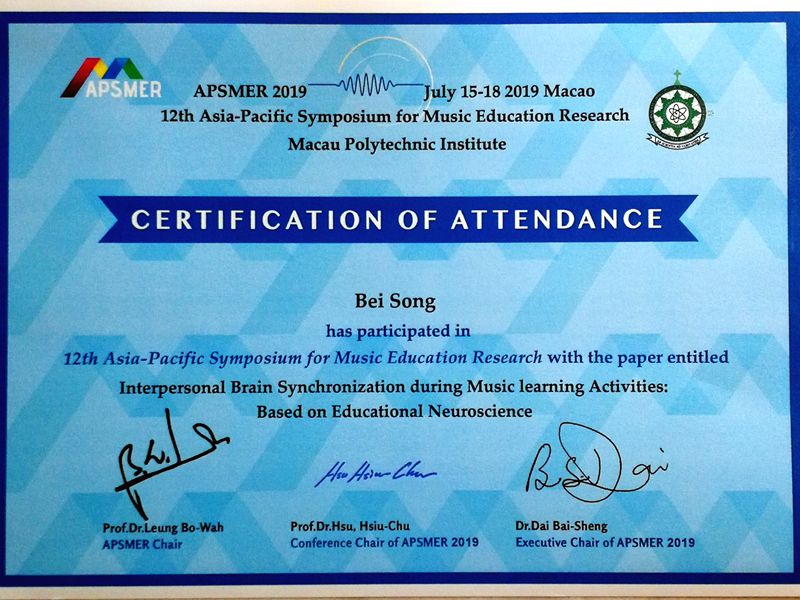 APSMER
APSMER 2019 July 15-18 2019 Macao
12th Asia-Pacific Symposium for Music Education Research
Macau Polytechnic Institute
CERTIFICATION OF ATTENDANCE
Bei Song
has participated in
12th Asia-Pacific Symposium for Music Education Research with the paper entitled
Interpersonal Brain Synchronization during Music learning Activities:
Based on Educational Neuroscience
Hsu Hsiu-Chu
Prof.Dr.Leung Bo-Wah Prof.Dr.Hsu, Hsiu-Chu Dr.Dai Bai-Sheng
APSMER Chair Conference Chair of APSMER 2019 Executive Chair of APSMER 2019